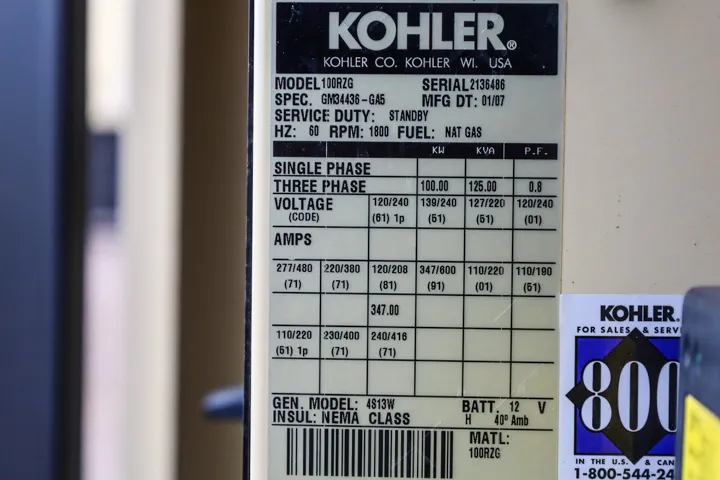 KOHLER®
KOHLER CO. KOHLER WI. USA
MODEL 100RZG SERIAL 2136486
SPEC. GM34436-GA5 MFG DT: 01/07
SERVICE DUTY: STANDBY
HZ: 60 RPM: 1800 FUEL: NAT GAS
KW KVA P.F.
SINGLE PHASE
THREE PHASE 100.00 125.00 0.8
VOLTAGE 120/240 139/240 127/220 120/240
(CODE) (61) 1p (51) (51) (01)
AMPS
277/480 220/380 120/208 347/600 110/220 110/190
(71) (71) (81) (91) (01) (51)
347.00
110/220 230/400 240/416
(51) 1p (71) (71)
GEN. MODEL: 4S13W BATT. 12 V
INSUL: NEMA CLASS H 40º Amb
MATL:
100RZG
KOHLER.
FOR SALES & SERV
800
IN THE U.S. & CAN
1-800-544-24